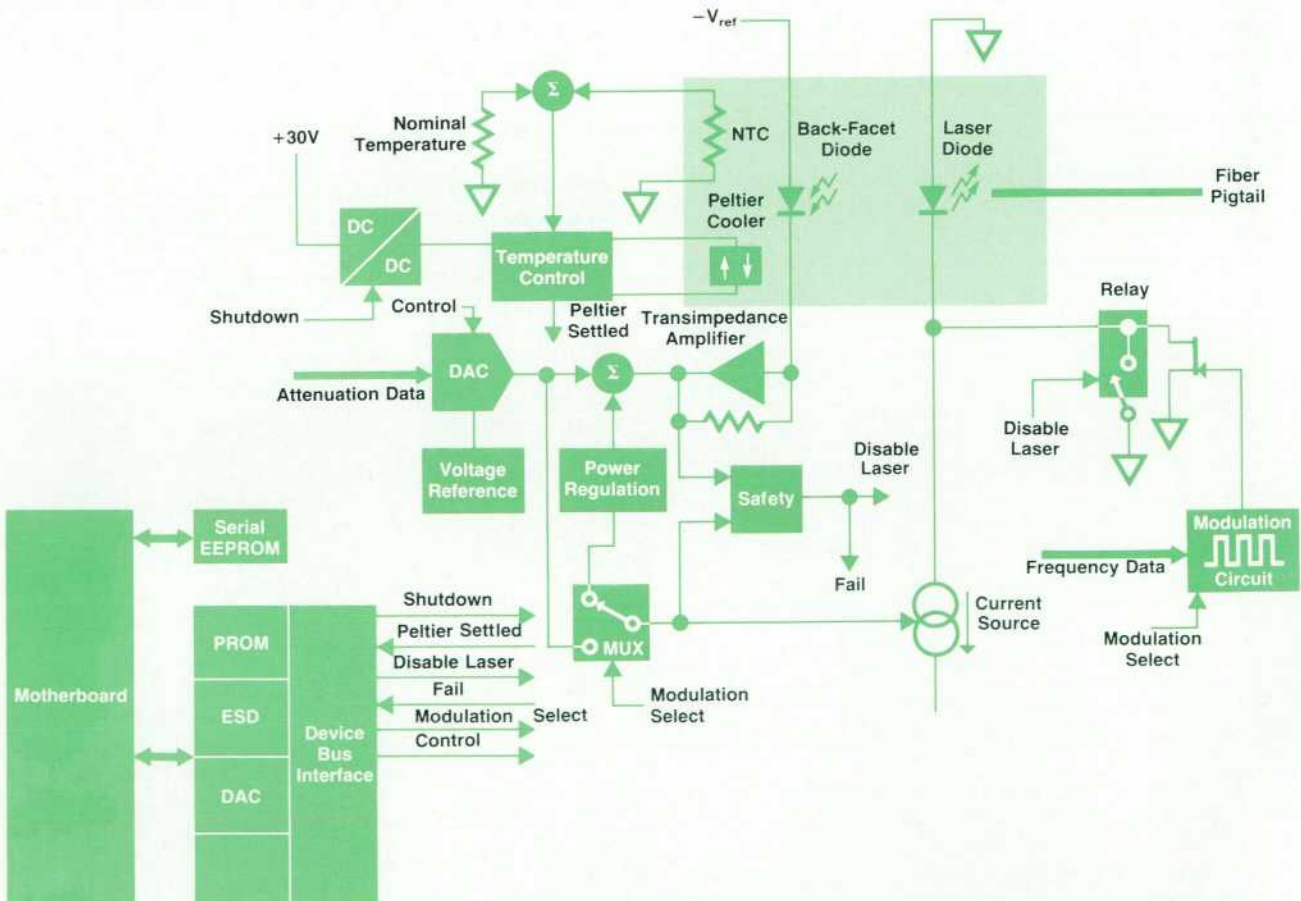 −Vref
Σ
Nominal
Temperature
NTC
Back-Facet
Diode
Laser
Diode
+30V
Fiber
Pigtail
Peltier
Cooler
DC
DC
Temperature
Control
Relay
Shutdown
Control
Peltier
Settled
Transimpedance
Amplifier
DAC
Σ
Attenuation Data
Disable
Laser
Disable
Laser
Voltage
Reference
Power
Regulation
Safety
Serial
EEPROM
Modulation
Circuit
Frequency Data
Fail
Shutdown
Current
Source
PROM
Peltier Settled
MUX
Modulation
Select
Disable Laser
Motherboard
Fail
ESD
Modulation Select
Modulation
Select
Device
Bus
Interface
Control
DAC